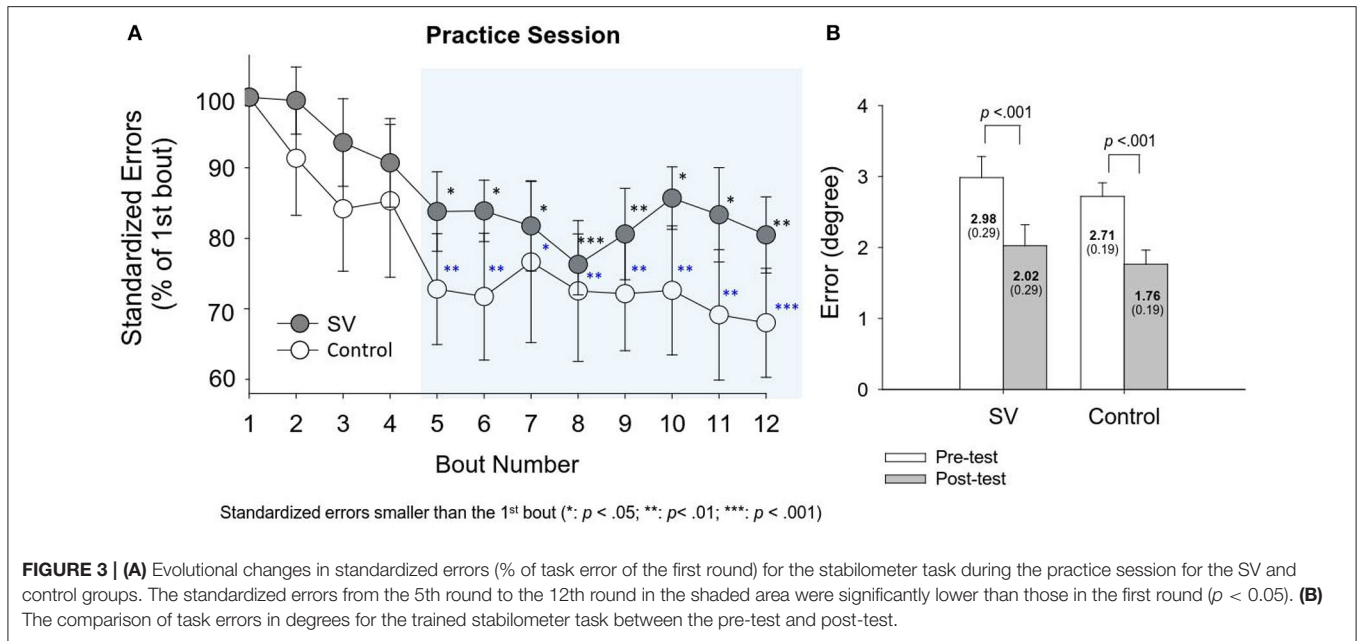 A
Practice Session
B
Standardized Errors
(% of 1st bout)
100
90
80
70
60
*
*
*
***
**
*
*
**
**
**
*
**
**
**
**
***
SV
Control
1 2 3 4 5 6 7 8 9 10 11 12
Bout Number
Standardized errors smaller than the 1st bout (*: p < .05; **: p< .01; ***: p < .001)
Error (degree)
4
3
2
1
0
p <.001
p <.001
2.98
(0.29)
2.02
(0.29)
2.71
(0.19)
1.76
(0.19)
SV Control
Pre-test
Post-test
FIGURE 3 | (A) Evolutional changes in standardized errors (% of task error of the first round) for the stabilometer task during the practice session for the SV and
control groups. The standardized errors from the 5th round to the 12th round in the shaded area were significantly lower than those in the first round (p < 0.05). (B)
The comparison of task errors in degrees for the trained stabilometer task between the pre-test and post-test.